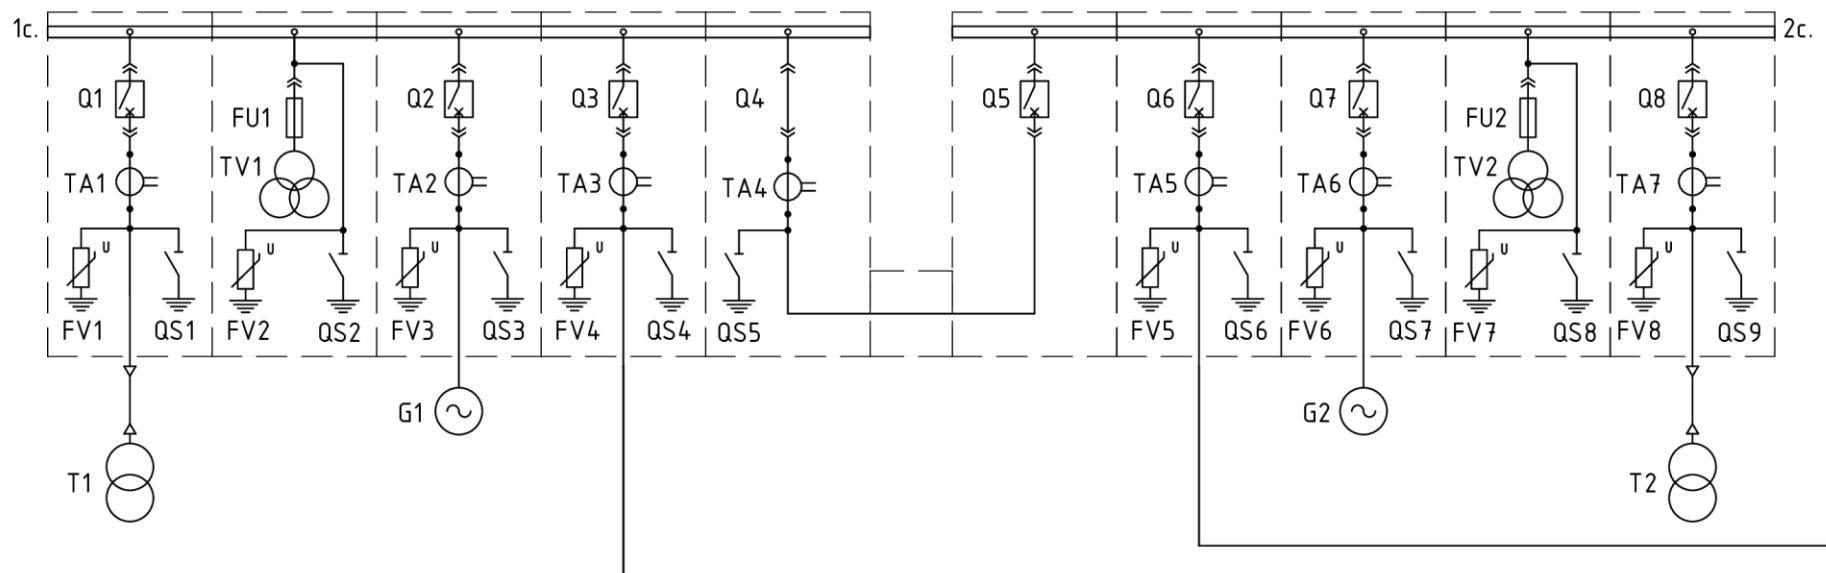 1с. 2с.
Q1 Q2 Q3 Q4 Q5 Q6 Q7 Q8
FU1 FU2
TV1 TV2
TA1 TA2 TA3 TA4 TA5 TA6 TA7
U U U U U U U U
FV1 QS1 FV2 QS2 FV3 QS3 FV4 QS4 QS5 FV5 QS6 FV6 QS7 FV7 QS8 FV8 QS9
G1 G2
T1 T2